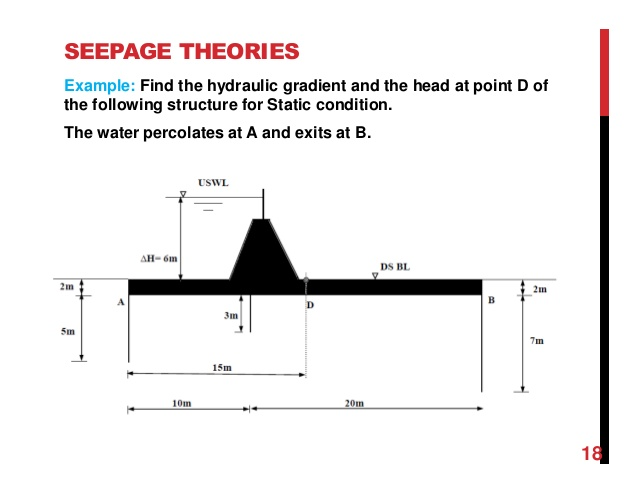 SEEPAGE THEORIES
Example: Find the hydraulic gradient and the head at point D of
the following structure for Static condition.
The water percolates at A and exits at B.
USWL
ΔH= 6m
DS BL
2m
2m
A
D
B
3m
5m
7m
15m
10m
20m
18